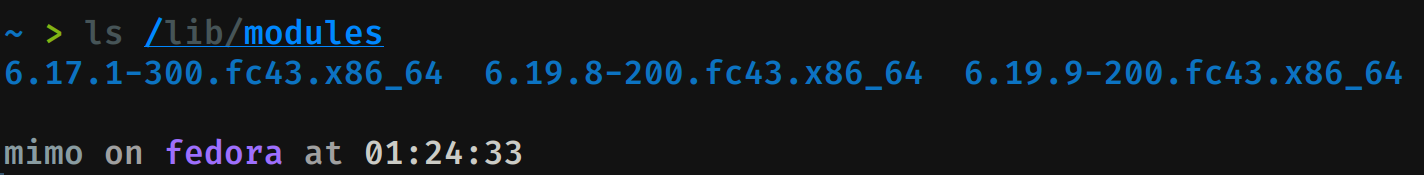 ~ > ls /lib/modules
6.17.1-300.fc43.x86_64  6.19.8-200.fc43.x86_64  6.19.9-200.fc43.x86_64
mimo on fedora at 01:24:33